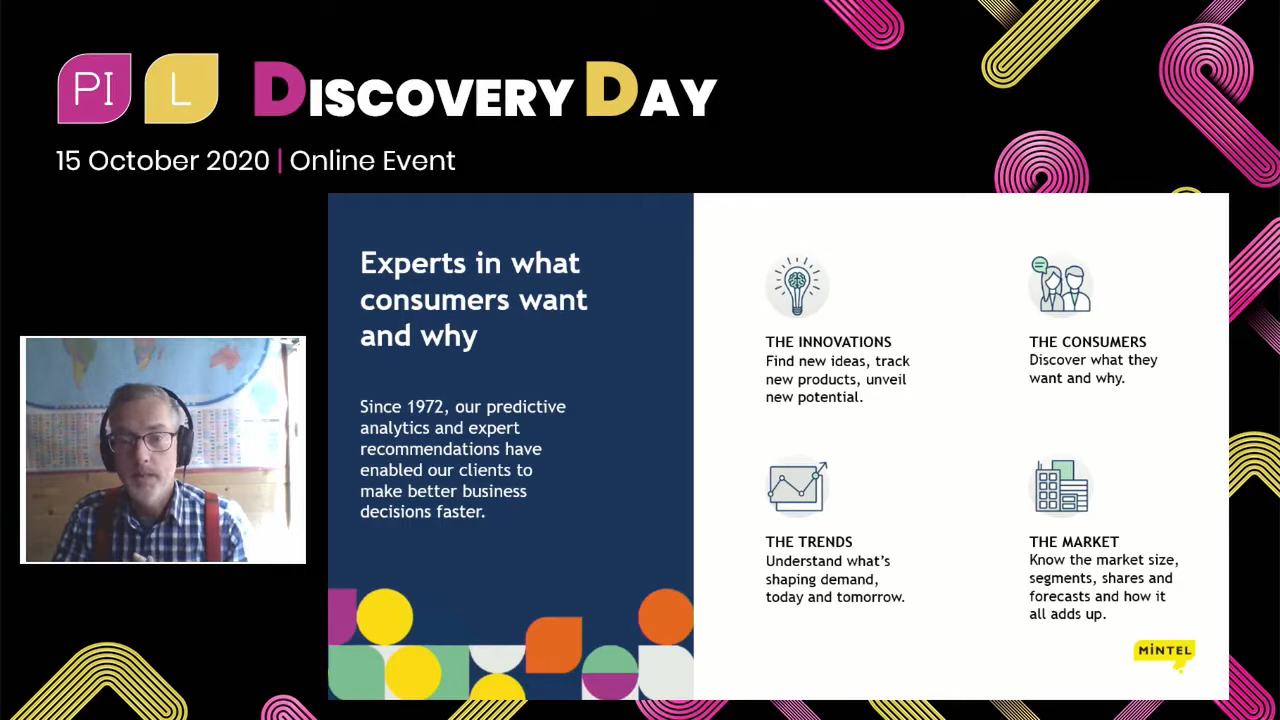 PI L DISCOVERY DAY
15 October 2020 | Online Event
Experts in what
consumers want
and why
Since 1972, our predictive
analytics and expert
recommendations have
enabled our clients to
make better business
decisions faster.
THE INNOVATIONS
Find new ideas, track
new products, unveil
new potential.
THE CONSUMERS
Discover what they
want and why.
THE TRENDS
Understand what's
shaping demand,
today and tomorrow.
THE MARKET
Know the market size,
segments, shares and
forecasts and how it
all adds up.
MINTEL